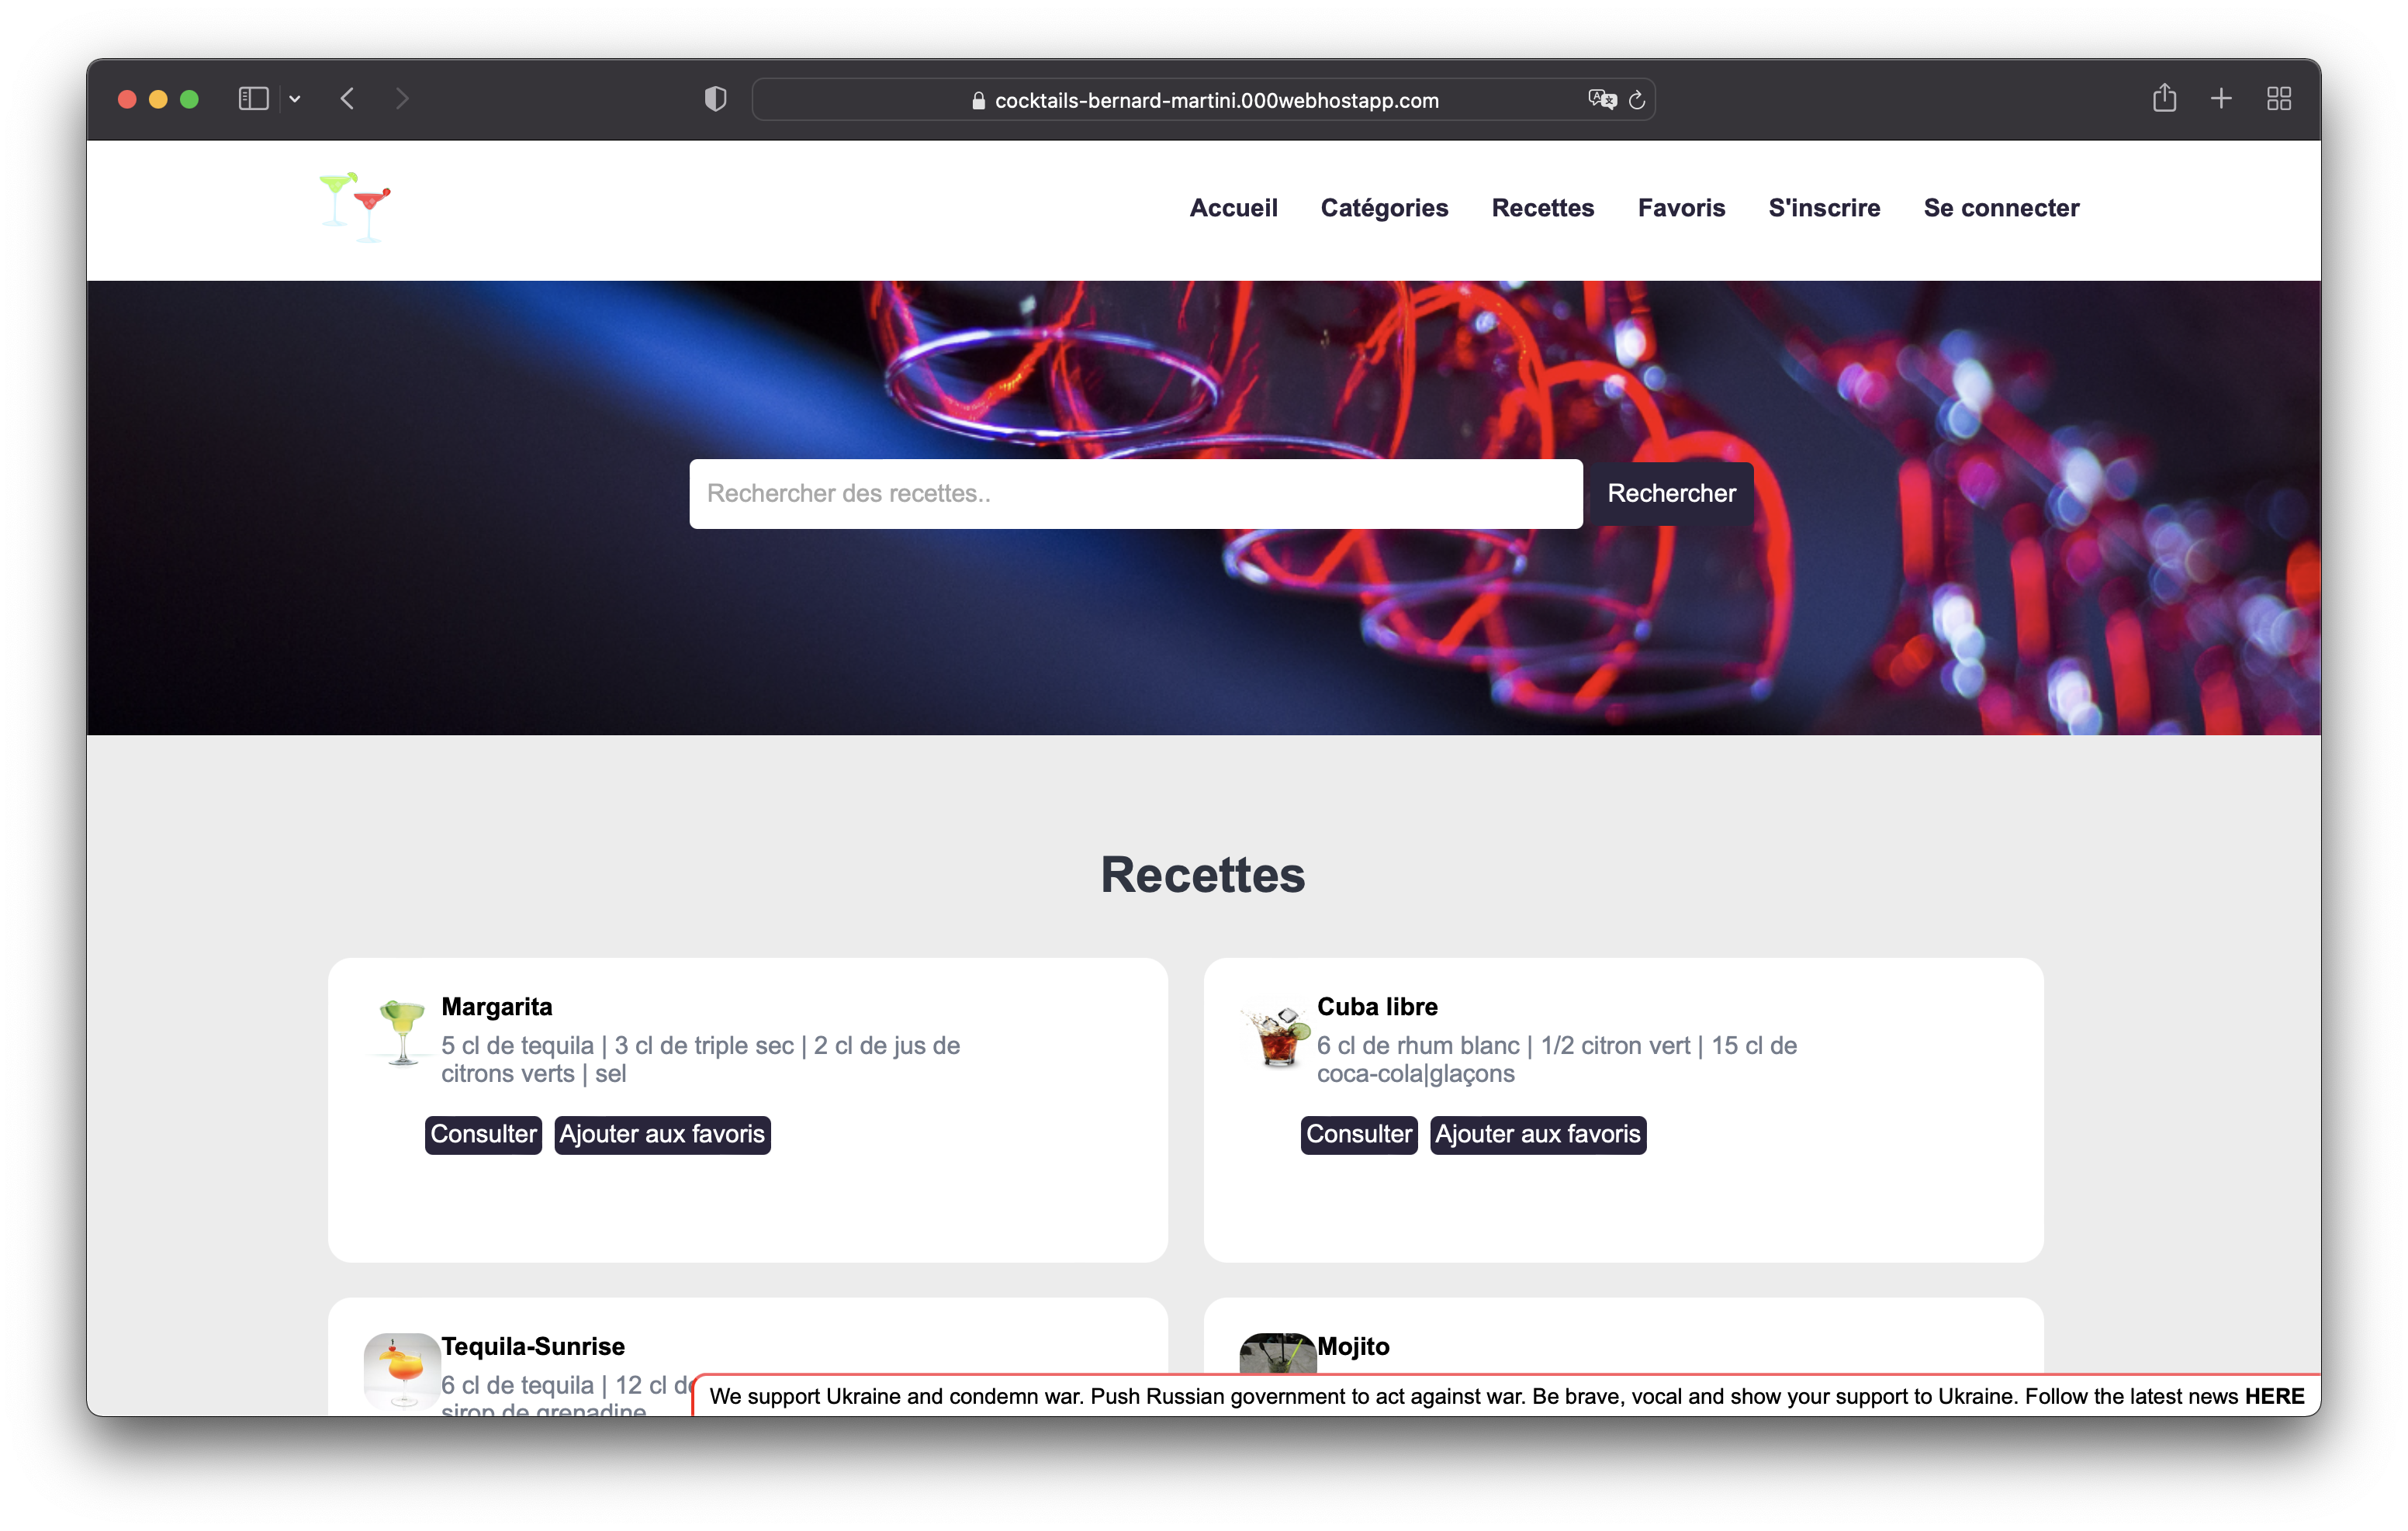 cocktails-bernard-martini.000webhostapp.com
Accueil Catégories Recettes Favoris S'inscrire Se connecter
Rechercher des recettes.. Rechercher
Recettes
Margarita
5 cl de tequila | 3 cl de triple sec | 2 cl de jus de
citrons verts | sel
Consulter Ajouter aux favoris
Cuba libre
6 cl de rhum blanc | 1/2 citron vert | 15 cl de
coca-cola|glaçons
Consulter Ajouter aux favoris
Tequila-Sunrise
6 cl de tequila | 12 cl de
sirop de grenadine
Mojito
We support Ukraine and condemn war. Push Russian government to act against war. Be brave, vocal and show your support to Ukraine. Follow the latest news HERE